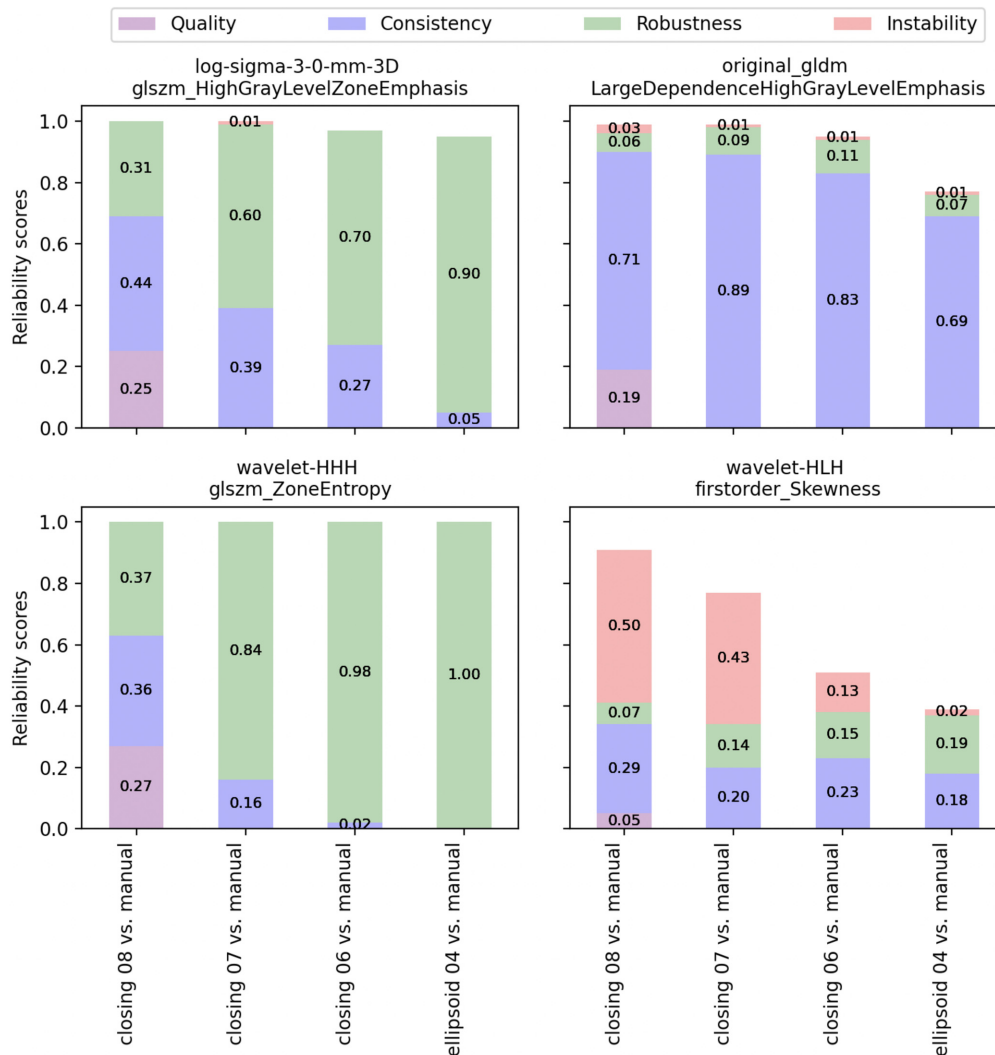 Quality Consistency Robustness Instability
log-sigma-3-0-mm-3D
glszm_HighGrayLevelZoneEmphasis
original_gldm
LargeDependenceHighGrayLevelEmphasis
Reliability scores
1.0
0.8
0.6
0.4
0.2
0.0
0.31
0.44
0.25
0.01
0.60
0.39
0.70
0.27
0.90
0.05
0.03
0.06
0.71
0.19
0.01
0.09
0.89
0.01
0.11
0.83
0.01
0.07
0.69
wavelet-HHH
glszm_ZoneEntropy
wavelet-HLH
firstorder_Skewness
Reliability scores
1.0
0.8
0.6
0.4
0.2
0.0
0.37
0.36
0.27
0.84
0.16
0.98
0.02
1.00
0.50
0.07
0.29
0.05
0.43
0.14
0.20
0.13
0.15
0.23
0.02
0.19
0.18
closing 08 vs. manual
closing 07 vs. manual
closing 06 vs. manual
ellipsoid 04 vs. manual
closing 08 vs. manual
closing 07 vs. manual
closing 06 vs. manual
ellipsoid 04 vs. manual